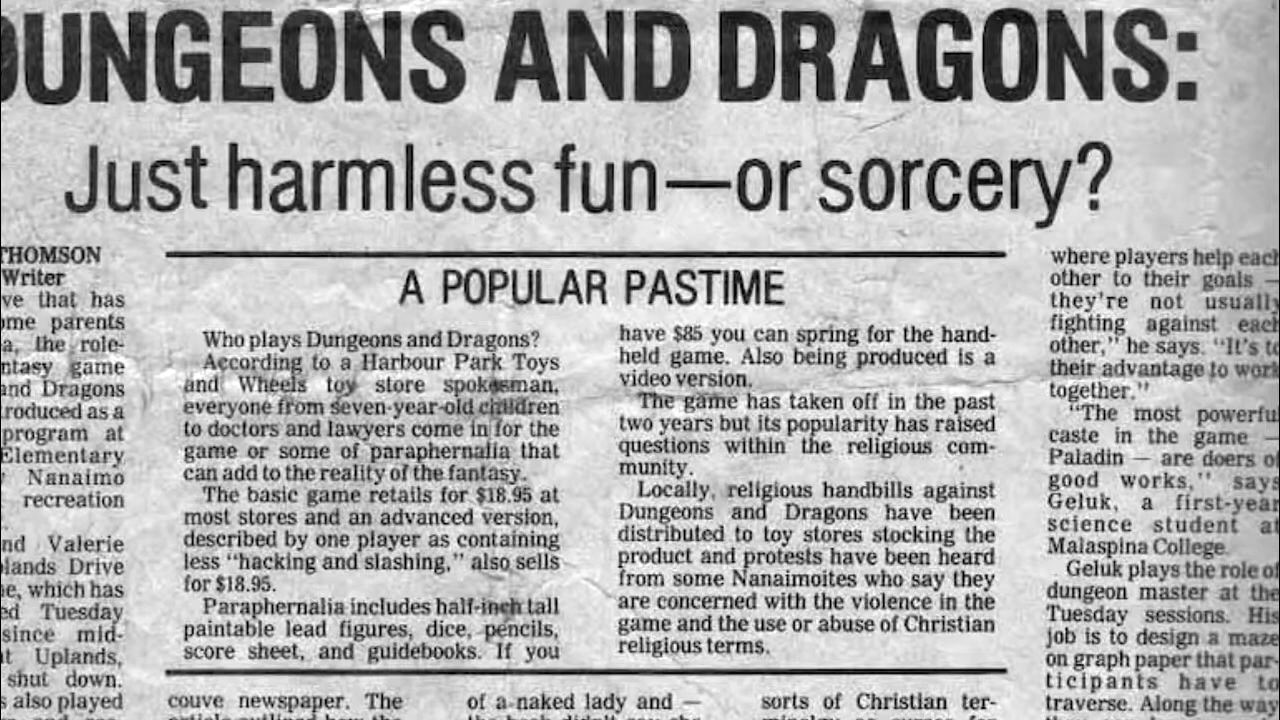 DUNGEONS AND DRAGONS:
Just harmless fun—or sorcery?
THOMSON
Writer
ve that has
ome parents
a, the role-
ntasy game
and Dragons
roduced as a
program at
Elementary
Nanaimo
recreation
nd Valerie
lands Drive
e, which has
ed Tuesday
since mid-
at Uplands,
shut down.
s also played
A POPULAR PASTIME
Who plays Dungeons and Dragons?
According to a Harbour Park Toys
and Wheels toy store spokesman,
everyone from seven-year-old children
to doctors and lawyers come in for the
game or some of paraphernalia that
can add to the reality of the fantasy.
The basic game retails for $18.95 at
most stores and an advanced version,
described by one player as containing
less "hacking and slashing," also sells
for $18.95.
Paraphernalia includes half-inch tall
paintable lead figures, dice, pencils,
score sheet, and guidebooks. If you
have $85 you can spring for the hand-
held game. Also being produced is a
video version.
The game has taken off in the past
two years but its popularity has raised
questions within the religious com-
munity.
Locally, religious handbills against
Dungeons and Dragons have been
distributed to toy stores stocking the
product and protests have been heard
from some Nanaimoites who say they
are concerned with the violence in the
game and the use or abuse of Christian
religious terms.
couve newspaper. The
of a naked lady and —
sorts of Christian ter-
where players help each
other to their goals —
they're not usually
fighting against each
other," he says. "It's to
their advantage to work
together."
"The most powerful
caste in the game —
Paladin — are doers of
good works," says
Geluk, a first-year
science student at
Malaspina College.
Geluk plays the role of
dungeon master at the
Tuesday sessions. His
job is to design a maze
on graph paper that par-
ticipants have to
traverse. Along the way